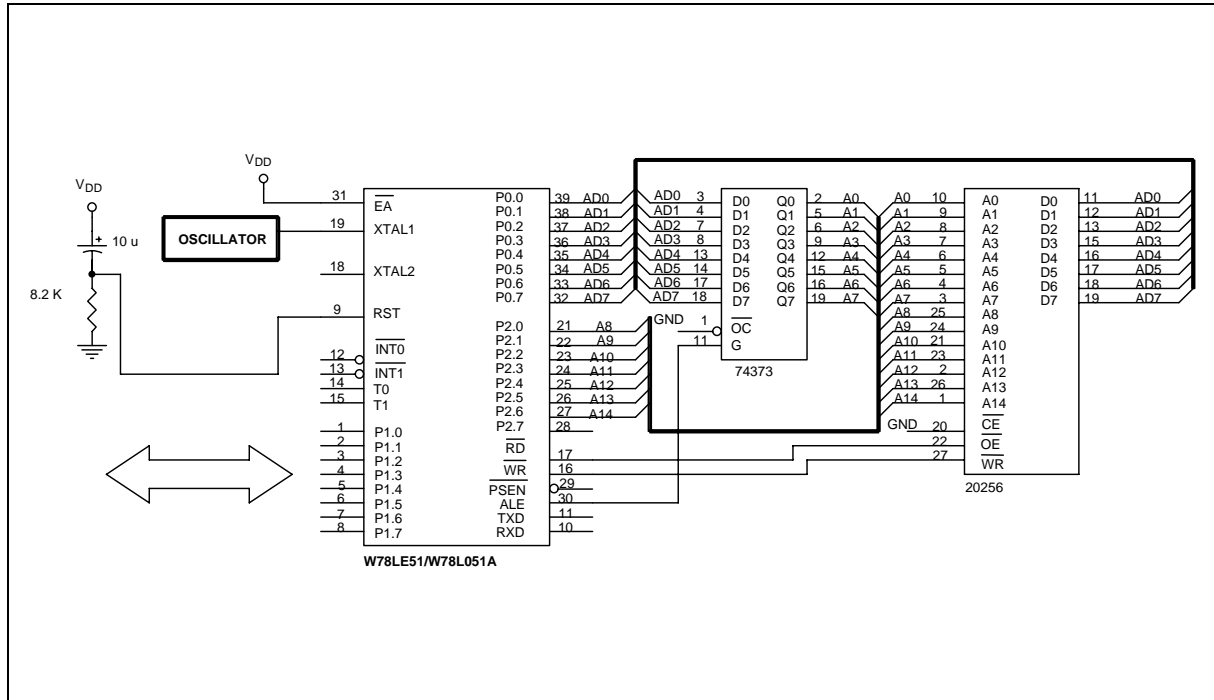 VDD
10 u
8.2 K
VDD
OSCILLATOR
31 EA
19 XTAL1
18 XTAL2
9 RST
12 INT0
13 INT1
14 T0
15 T1
1 P1.0
2 P1.1
3 P1.2
4 P1.3
5 P1.4
6 P1.5
7 P1.6
8 P1.7
P0.0 39 AD0
P0.1 38 AD1
P0.2 37 AD2
P0.3 36 AD3
P0.4 35 AD4
P0.5 34 AD5
P0.6 33 AD6
P0.7 32 AD7
P2.0 21 A8
P2.1 22 A9
P2.2 23 A10
P2.3 24 A11
P2.4 25 A12
P2.5 26 A13
P2.6 27 A14
P2.7 28
RD 17
WR 16
PSEN 29
ALE 30
TXD 11
RXD 10
W78LE51/W78L051A
AD0 3 D0 Q0 2 A0
AD1 4 D1 Q1 5 A1
AD2 7 D2 Q2 6 A2
AD3 8 D3 Q3 9 A3
AD4 13 D4 Q4 12 A4
AD5 14 D5 Q5 15 A5
AD6 17 D6 Q6 16 A6
AD7 18 D7 Q7 19 A7
GND 1 OC
11 G
74373
A0 10 A0 D0 11 AD0
A1 9 A1 D1 12 AD1
A2 8 A2 D2 13 AD2
A3 7 A3 D3 15 AD3
A4 6 A4 D4 16 AD4
A5 5 A5 D5 17 AD5
A6 4 A6 D6 18 AD6
A7 3 A7 D7 19 AD7
A8 25 A8
A9 24 A9
A10 21 A10
A11 23 A11
A12 2 A12
A13 26 A13
A14 1 A14
GND 20 CE
22 OE
27 WR
20256